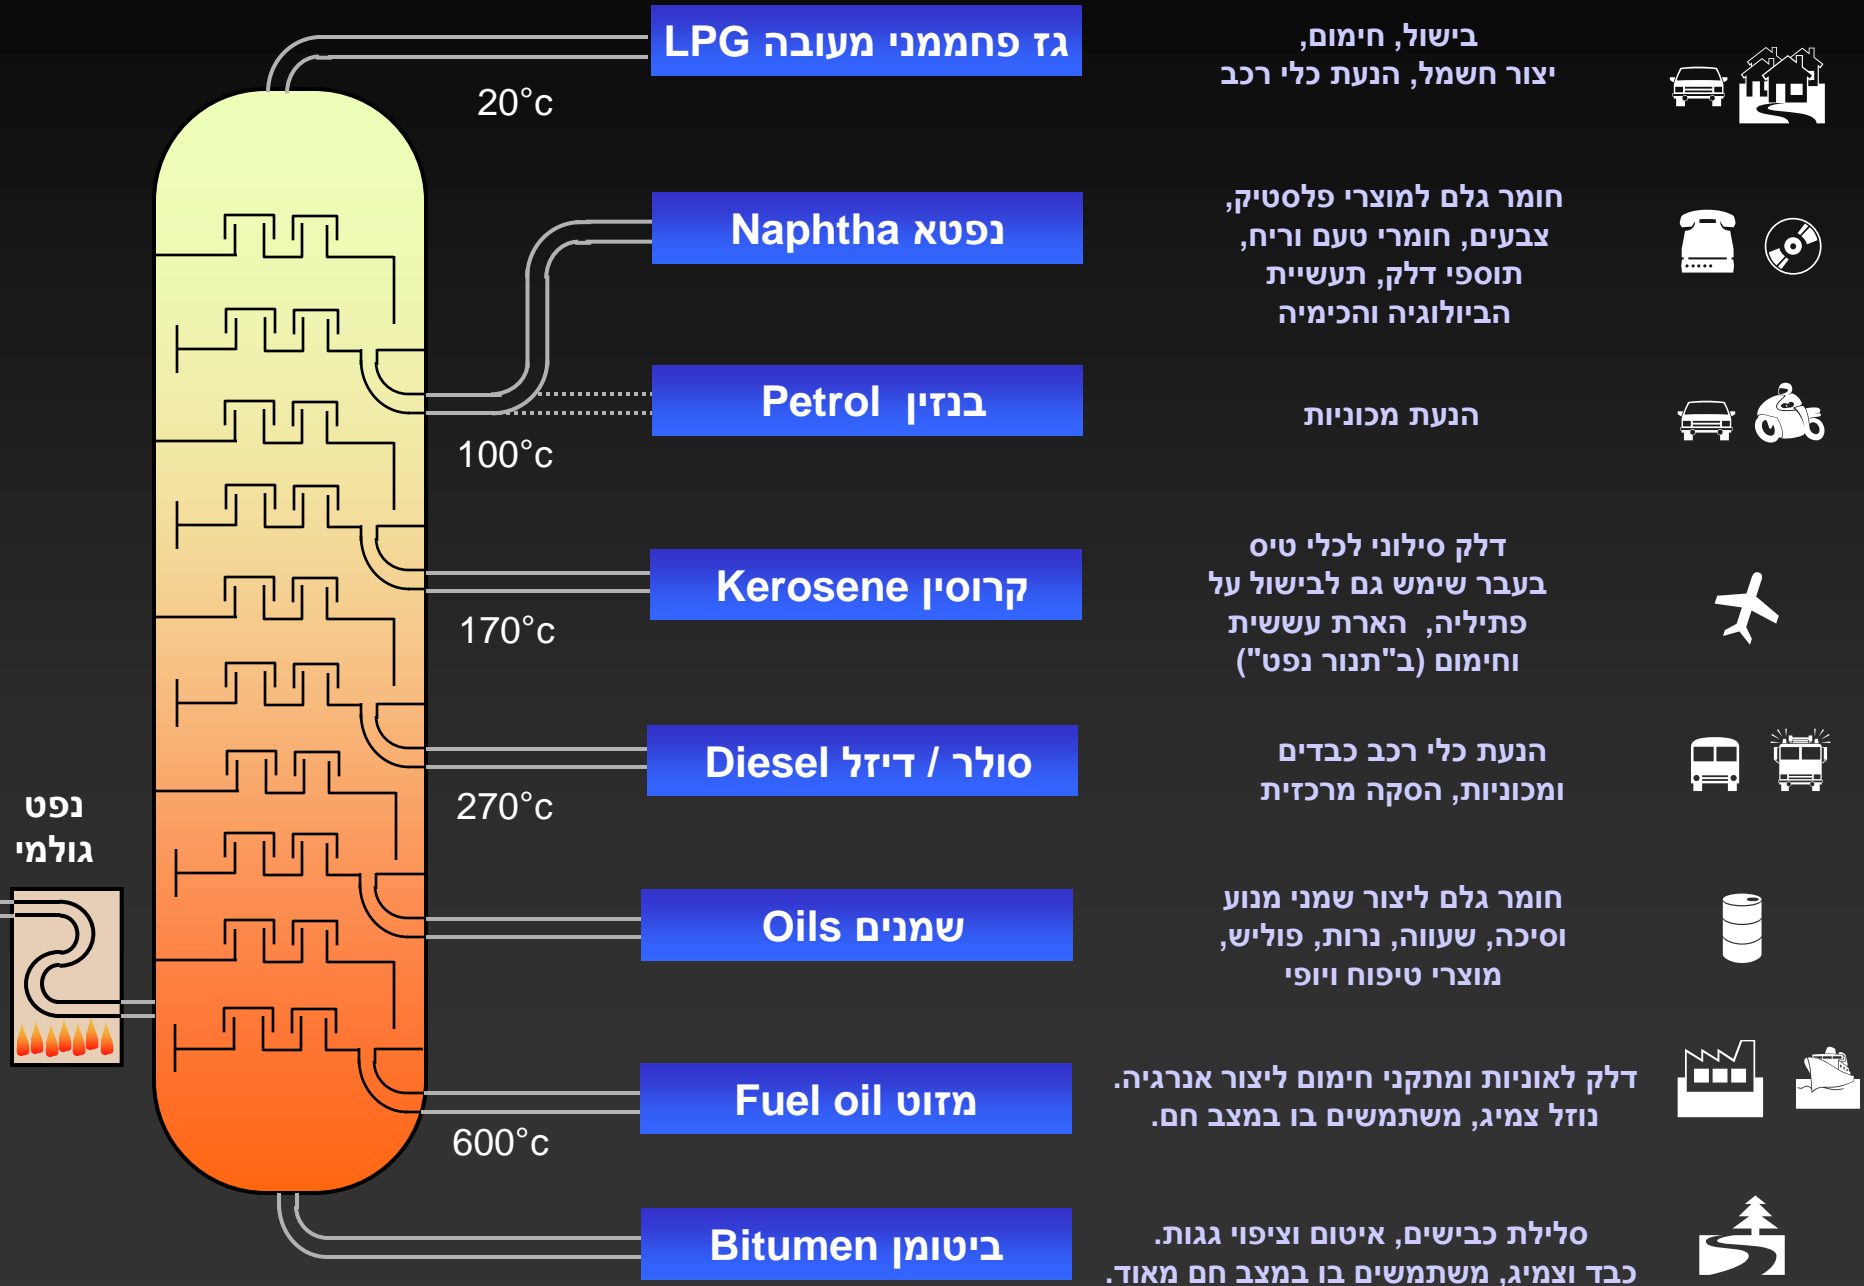 גז פחממני מעובה LPG
בישול, חימום,
יצור חשמל, הנעת כלי רכב
20°c
נפטא Naphtha
חומר גלם למוצרי פלסטיק,
צבעים, חומרי טעם וריח,
תוספי דלק, תעשיית
הביולוגיה והכימיה
בנזין Petrol
הנעת מכוניות
100°c
קרוסין Kerosene
דלק סילוני לכלי טיס
בעבר שימש גם לבישול על
פתיליה, הארת עששית
וחימום (ב"תנור נפט")
170°c
סולר / דיזל Diesel
הנעת כלי רכב כבדים
ומכוניות, הסקה מרכזית
270°c
נפט
גולמי
שמנים Oils
חומר גלם ליצור שמני מנוע
וסיכה, שעווה, נרות, פוליש,
מוצרי טיפוח ויופי
מזוט Fuel oil
דלק לאוניות ומתקני חימום ליצור אנרגיה.
נוזל צמיג, משתמשים בו במצב חם.
600°c
ביטומן Bitumen
סלילת כבישים, איטום וציפוי גגות.
כבד וצמיג, משתמשים בו במצב חם מאוד.